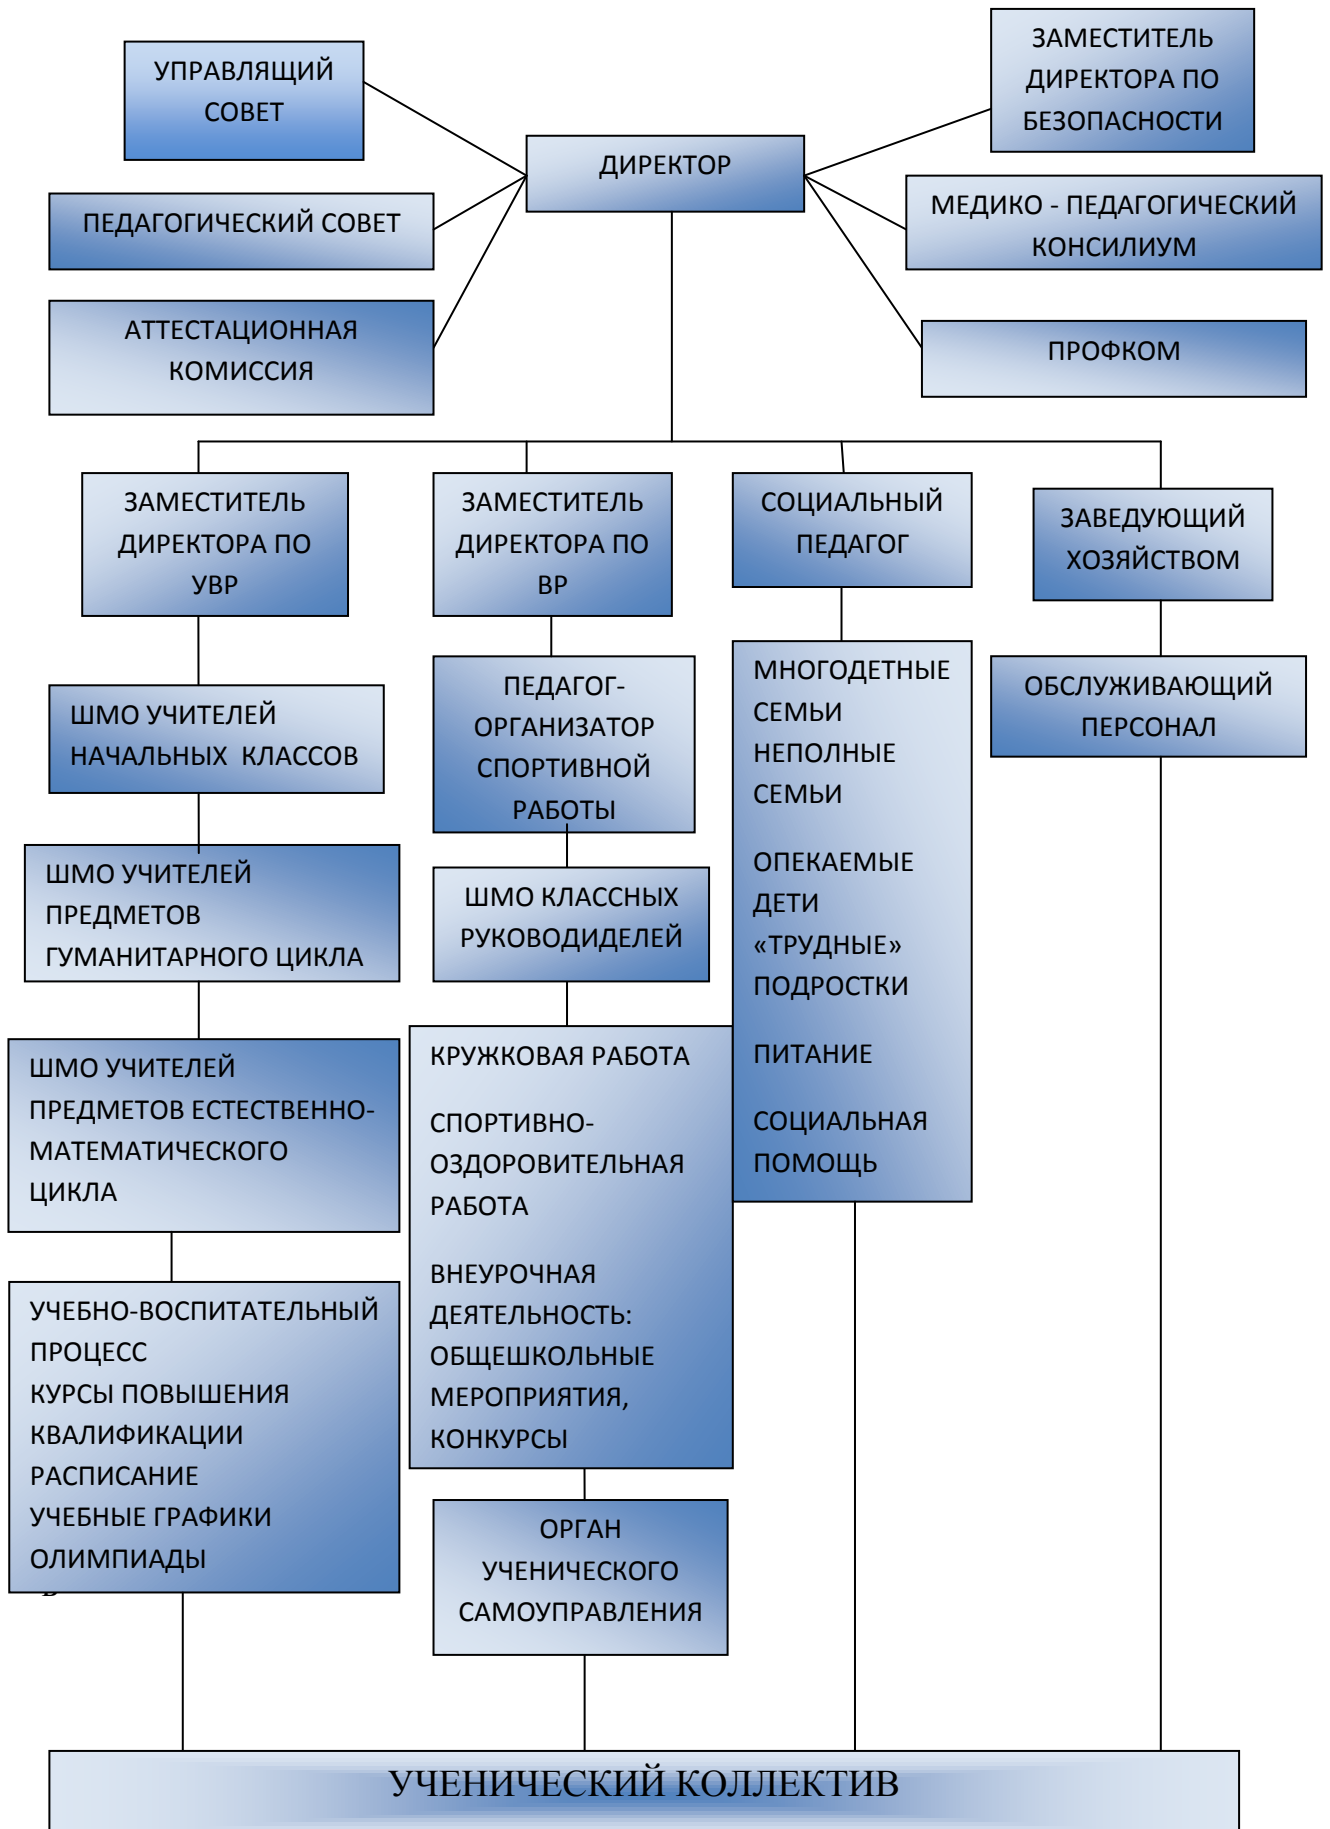 УПРАВЛЯЩИЙ
СОВЕТ
ЗАМЕСТИТЕЛЬ
ДИРЕКТОРА ПО
БЕЗОПАСНОСТИ
ДИРЕКТОР
ПЕДАГОГИЧЕСКИЙ СОВЕТ
МЕДИКО - ПЕДАГОГИЧЕСКИЙ
КОНСИЛИУМ
АТТЕСТАЦИОННАЯ
КОМИССИЯ
ПРОФКОМ
ЗАМЕСТИТЕЛЬ
ДИРЕКТОРА ПО
УВР
ЗАМЕСТИТЕЛЬ
ДИРЕКТОРА ПО
ВР
СОЦИАЛЬНЫЙ
ПЕДАГОГ
ЗАВЕДУЮЩИЙ
ХОЗЯЙСТВОМ
ШМО УЧИТЕЛЕЙ
НАЧАЛЬНЫХ КЛАССОВ
ШМО УЧИТЕЛЕЙ
ПРЕДМЕТОВ
ГУМАНИТАРНОГО ЦИКЛА
ШМО УЧИТЕЛЕЙ
ПРЕДМЕТОВ ЕСТЕСТВЕННО-
МАТЕМАТИЧЕСКОГО
ЦИКЛА
УЧЕБНО-ВОСПИТАТЕЛЬНЫЙ
ПРОЦЕСС
КУРСЫ ПОВЫШЕНИЯ
КВАЛИФИКАЦИИ
РАСПИСАНИЕ
УЧЕБНЫЕ ГРАФИКИ
ОЛИМПИАДЫ
ПЕДАГОГ-
ОРГАНИЗАТОР
СПОРТИВНОЙ
РАБОТЫ
ШМО КЛАССНЫХ
РУКОВОДИДЕЛЕЙ
КРУЖКОВАЯ РАБОТА
СПОРТИВНО-
ОЗДОРОВИТЕЛЬНАЯ
РАБОТА
ВНЕУРОЧНАЯ
ДЕЯТЕЛЬНОСТЬ:
ОБЩЕШКОЛЬНЫЕ
МЕРОПРИЯТИЯ,
КОНКУРСЫ
ОРГАН
УЧЕНИЧЕСКОГО
САМОУПРАВЛЕНИЯ
МНОГОДЕТНЫЕ
СЕМЬИ
НЕПОЛНЫЕ
СЕМЬИ
ОПЕКАЕМЫЕ
ДЕТИ
«ТРУДНЫЕ»
ПОДРОСТКИ
ПИТАНИЕ
СОЦИАЛЬНАЯ
ПОМОЩЬ
ОБСЛУЖИВАЮЩИЙ
ПЕРСОНАЛ
УЧЕНИЧЕСКИЙ КОЛЛЕКТИВ